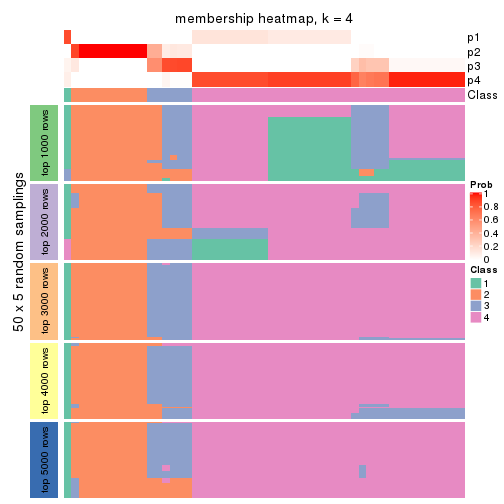 membership heatmap, k = 4
p1
p2
p3
p4
Class
50 x 5 random samplings
top 1000 rows
top 2000 rows
top 3000 rows
top 4000 rows
top 5000 rows
Prob
1
0.8
0.6
0.4
0.2
0
Class
1
2
3
4